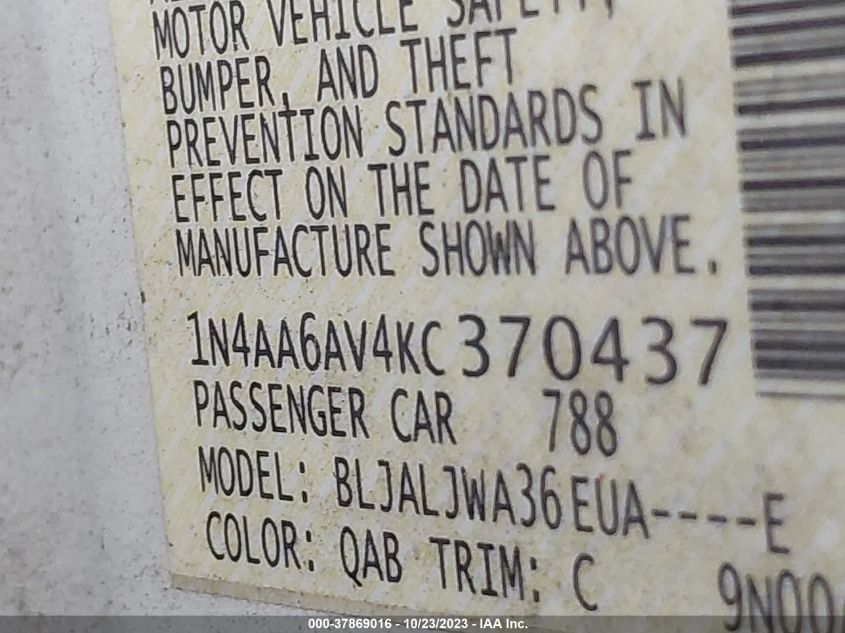 MOTOR VEHICLE SAFETY,
BUMPER, AND THEFT
PREVENTION STANDARDS IN
EFFECT ON THE DATE OF
MANUFACTURE SHOWN ABOVE.
1N4AA6AV4KC370437
PASSENGER CAR 788
MODEL: BLJALJWA36EUA----E
COLOR: QAB TRIM: C
9N00
000-37869016 - 10/23/2023 - IAA Inc.